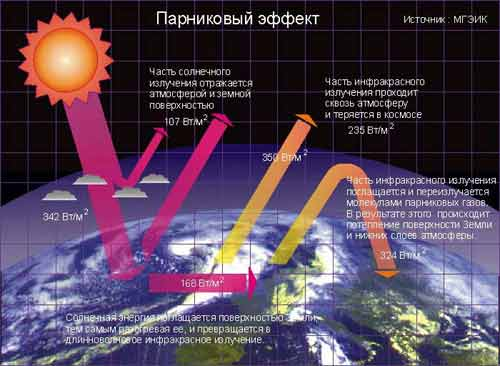 Парниковый эффект
Источник : МГЭИК
Часть солнечного
излучения отражается
атмосферой и земной
поверхностью
107 Вт/м²
Часть инфракрасного
излучения проходит
сквозь атмосферу
и теряется в космосе
235 Вт/м²
350 Вт/м²
Часть инфракрасного излучения
поглащается и переизлучается
молекулами парниковых газов.
В результате этого происходит
потепление поверхности Земли
и нижних слоев атмосферы.
342 Вт/м²
324 Вт/м²
168 Вт/м²
Солнечная энергия поглащается поверхностью Земли,
тем самым разогревая ее, и превращается в
длинноволновое инфракрасное излучение.